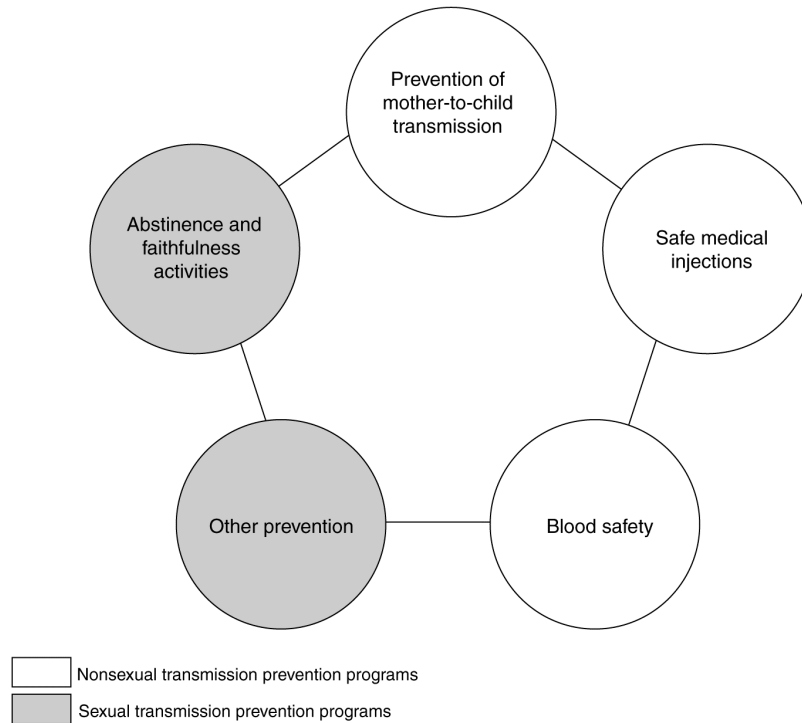 Prevention of
mother-to-child
transmission
Abstinence and
faithfulness
activities
Safe medical
injections
Other prevention
Blood safety
Nonsexual transmission prevention programs
Sexual transmission prevention programs